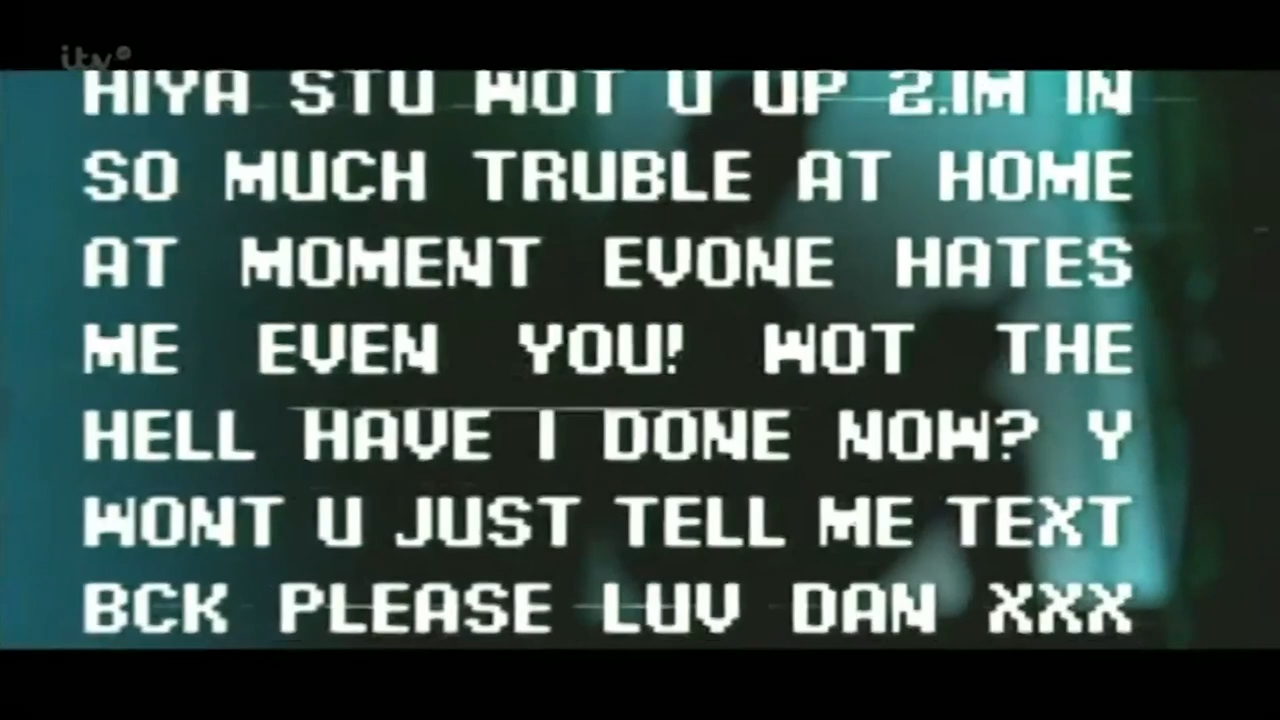 itv
HIYA STU WOT U UP 2.IM IN
SO MUCH TRUBLE AT HOME
AT MOMENT EVONE HATES
ME EVEN YOU! WOT THE
HELL HAVE I DONE NOW? Y
WONT U JUST TELL ME TEXT
BCK PLEASE LUV DAN XXX